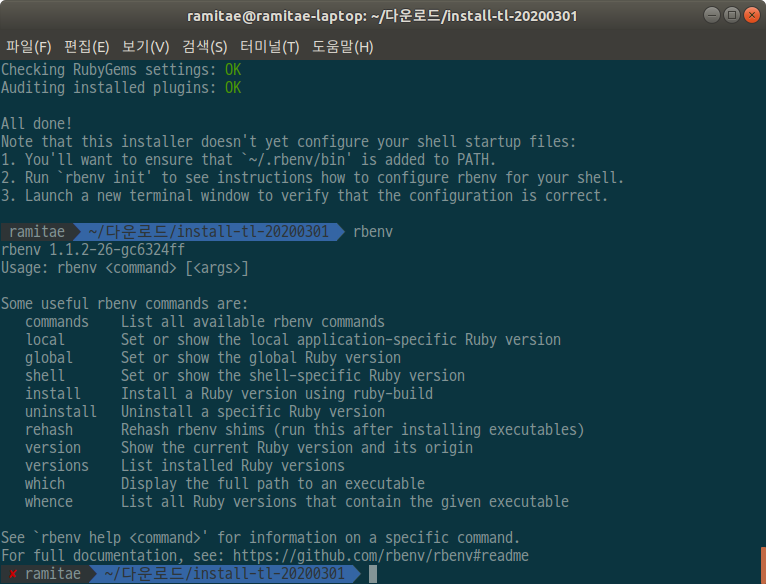 ramitae@ramitae-laptop: ~/다운로드/install-tl-20200301
파일(F) 편집(E) 보기(V) 검색(S) 터미널(T) 도움말(H)
Checking RubyGems settings: OK
Auditing installed plugins: OK
All done!
Note that this installer doesn't yet configure your shell startup files:
1. You'll want to ensure that `~/.rbenv/bin' is added to PATH.
2. Run `rbenv init' to see instructions how to configure rbenv for your shell.
3. Launch a new terminal window to verify that the configuration is correct.
ramitae ~/다운로드/install-tl-20200301 rbenv
rbenv 1.1.2-26-gc6324ff
Usage: rbenv <command> [<args>]
Some useful rbenv commands are:
commands    List all available rbenv commands
local       Set or show the local application-specific Ruby version
global      Set or show the global Ruby version
shell       Set or show the shell-specific Ruby version
install     Install a Ruby version using ruby-build
uninstall   Uninstall a specific Ruby version
rehash      Rehash rbenv shims (run this after installing executables)
version     Show the current Ruby version and its origin
versions    List installed Ruby versions
which       Display the full path to an executable
whence      List all Ruby versions that contain the given executable
See `rbenv help <command>' for information on a specific command.
For full documentation, see: https://github.com/rbenv/rbenv#readme
✘ ramitae ~/다운로드/install-tl-20200301